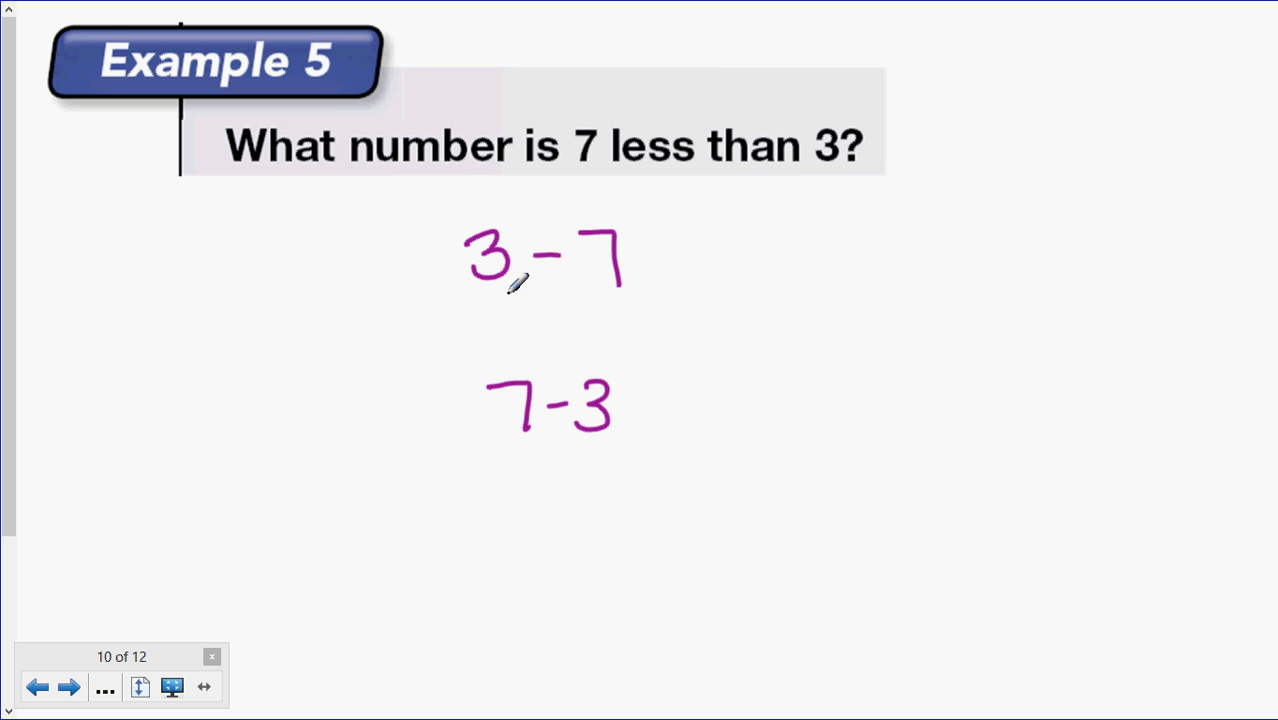 Example 5
What number is 7 less than 3?
3 - 7
7 - 3
10 of 12